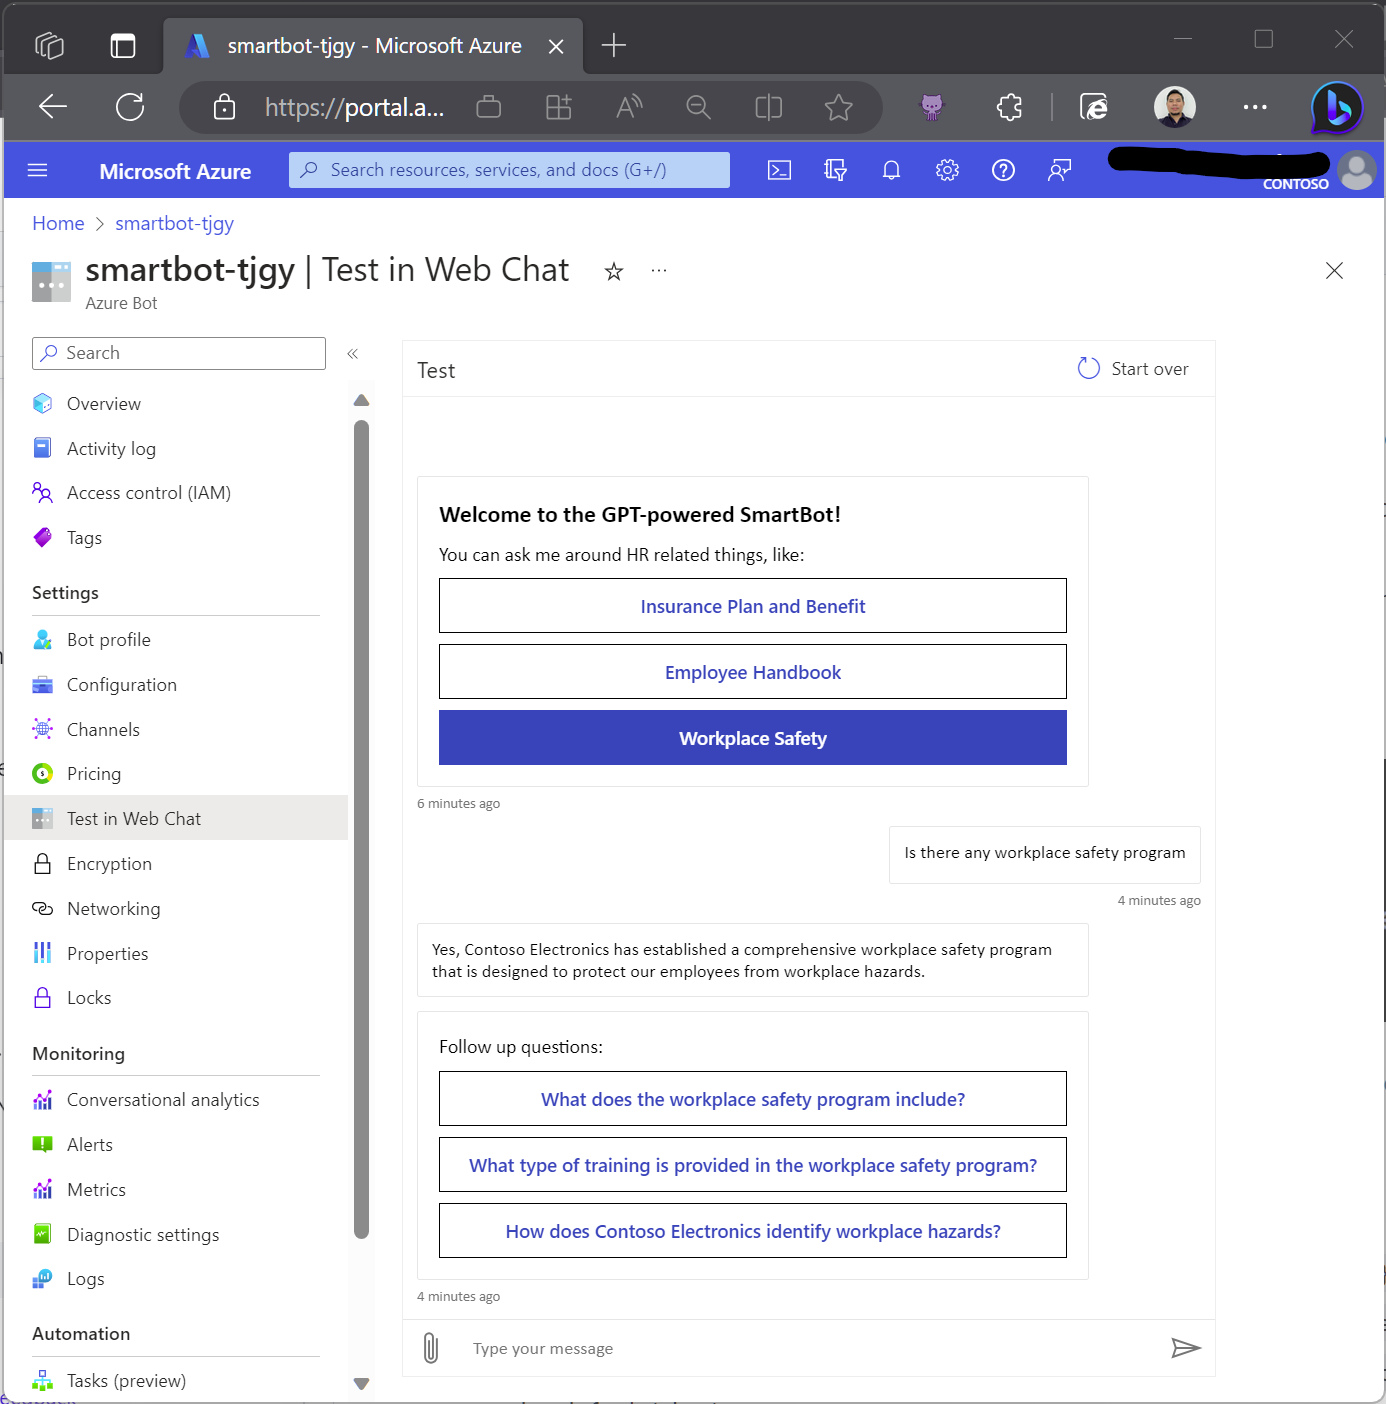 smartbot-tjgy - Microsoft Azure
https://portal.a...
Microsoft Azure
Search resources, services, and docs (G+/)
CONTOSO
Home > smartbot-tjgy
smartbot-tjgy | Test in Web Chat
Azure Bot
Search
Overview
Activity log
Access control (IAM)
Tags
Settings
Bot profile
Configuration
Channels
Pricing
Test in Web Chat
Encryption
Networking
Properties
Locks
Monitoring
Conversational analytics
Alerts
Metrics
Diagnostic settings
Logs
Automation
Tasks (preview)
Test
Start over
Welcome to the GPT-powered SmartBot!
You can ask me around HR related things, like:
Insurance Plan and Benefit
Employee Handbook
Workplace Safety
6 minutes ago
Is there any workplace safety program
4 minutes ago
Yes, Contoso Electronics has established a comprehensive workplace safety program
that is designed to protect our employees from workplace hazards.
Follow up questions:
What does the workplace safety program include?
What type of training is provided in the workplace safety program?
How does Contoso Electronics identify workplace hazards?
4 minutes ago
Type your message